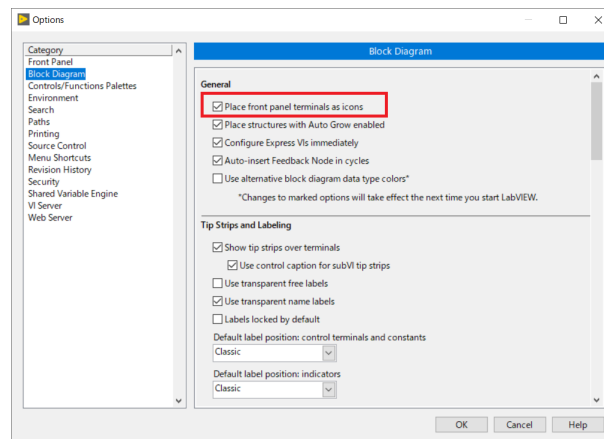 Options
Category
Front Panel
Block Diagram
Controls/Functions Palettes
Environment
Search
Paths
Printing
Source Control
Menu Shortcuts
Revision History
Security
Shared Variable Engine
VI Server
Web Server
Block Diagram
General
Place front panel terminals as icons
Place structures with Auto Grow enabled
Configure Express VIs immediately
Auto-insert Feedback Node in cycles
Use alternative block diagram data type colors*
*Changes to marked options will take effect the next time you start LabVIEW.
Tip Strips and Labeling
Show tip strips over terminals
Use control caption for subVI tip strips
Use transparent free labels
Use transparent name labels
Labels locked by default
Default label position: control terminals and constants
Classic
Default label position: indicators
Classic
OK Cancel Help